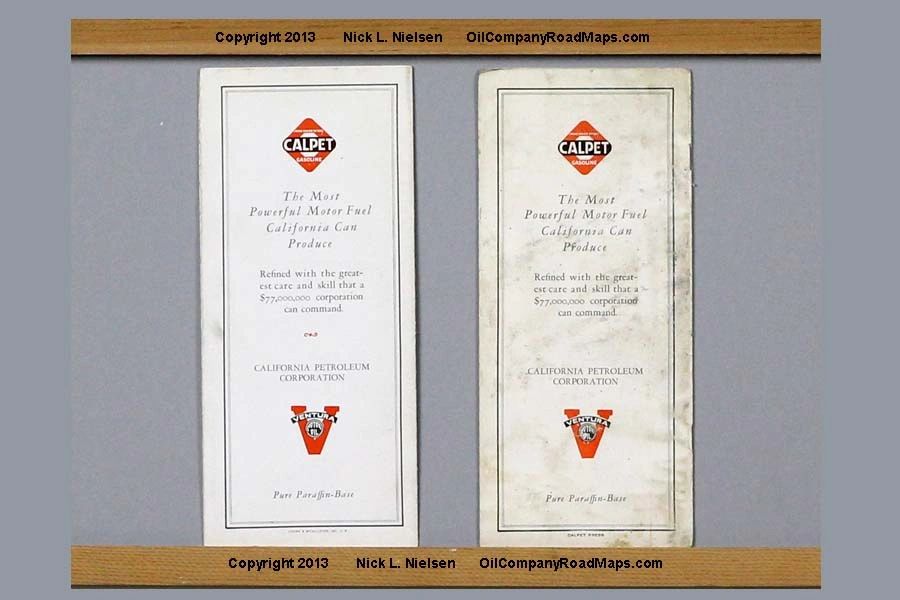 Copyright 2013 Nick L. Nielsen OilCompanyRoadMaps.com
CALPET
GASOLINE
The Most
Powerful Motor Fuel
California Can
Produce
Refined with the great-
est care and skill that a
$77,000,000 corporation
can command.
CALIFORNIA PETROLEUM
CORPORATION
VENTURA
OIL
Pure Paraffin-Base
CALPET
GASOLINE
The Most
Powerful Motor Fuel
California Can
Produce
Refined with the great-
est care and skill that a
$77,000,000 corporation
can command.
CALIFORNIA PETROLEUM
CORPORATION
VENTURA
OIL
Pure Paraffin-Base
CALPET PRESS
Copyright 2013 Nick L. Nielsen OilCompanyRoadMaps.com